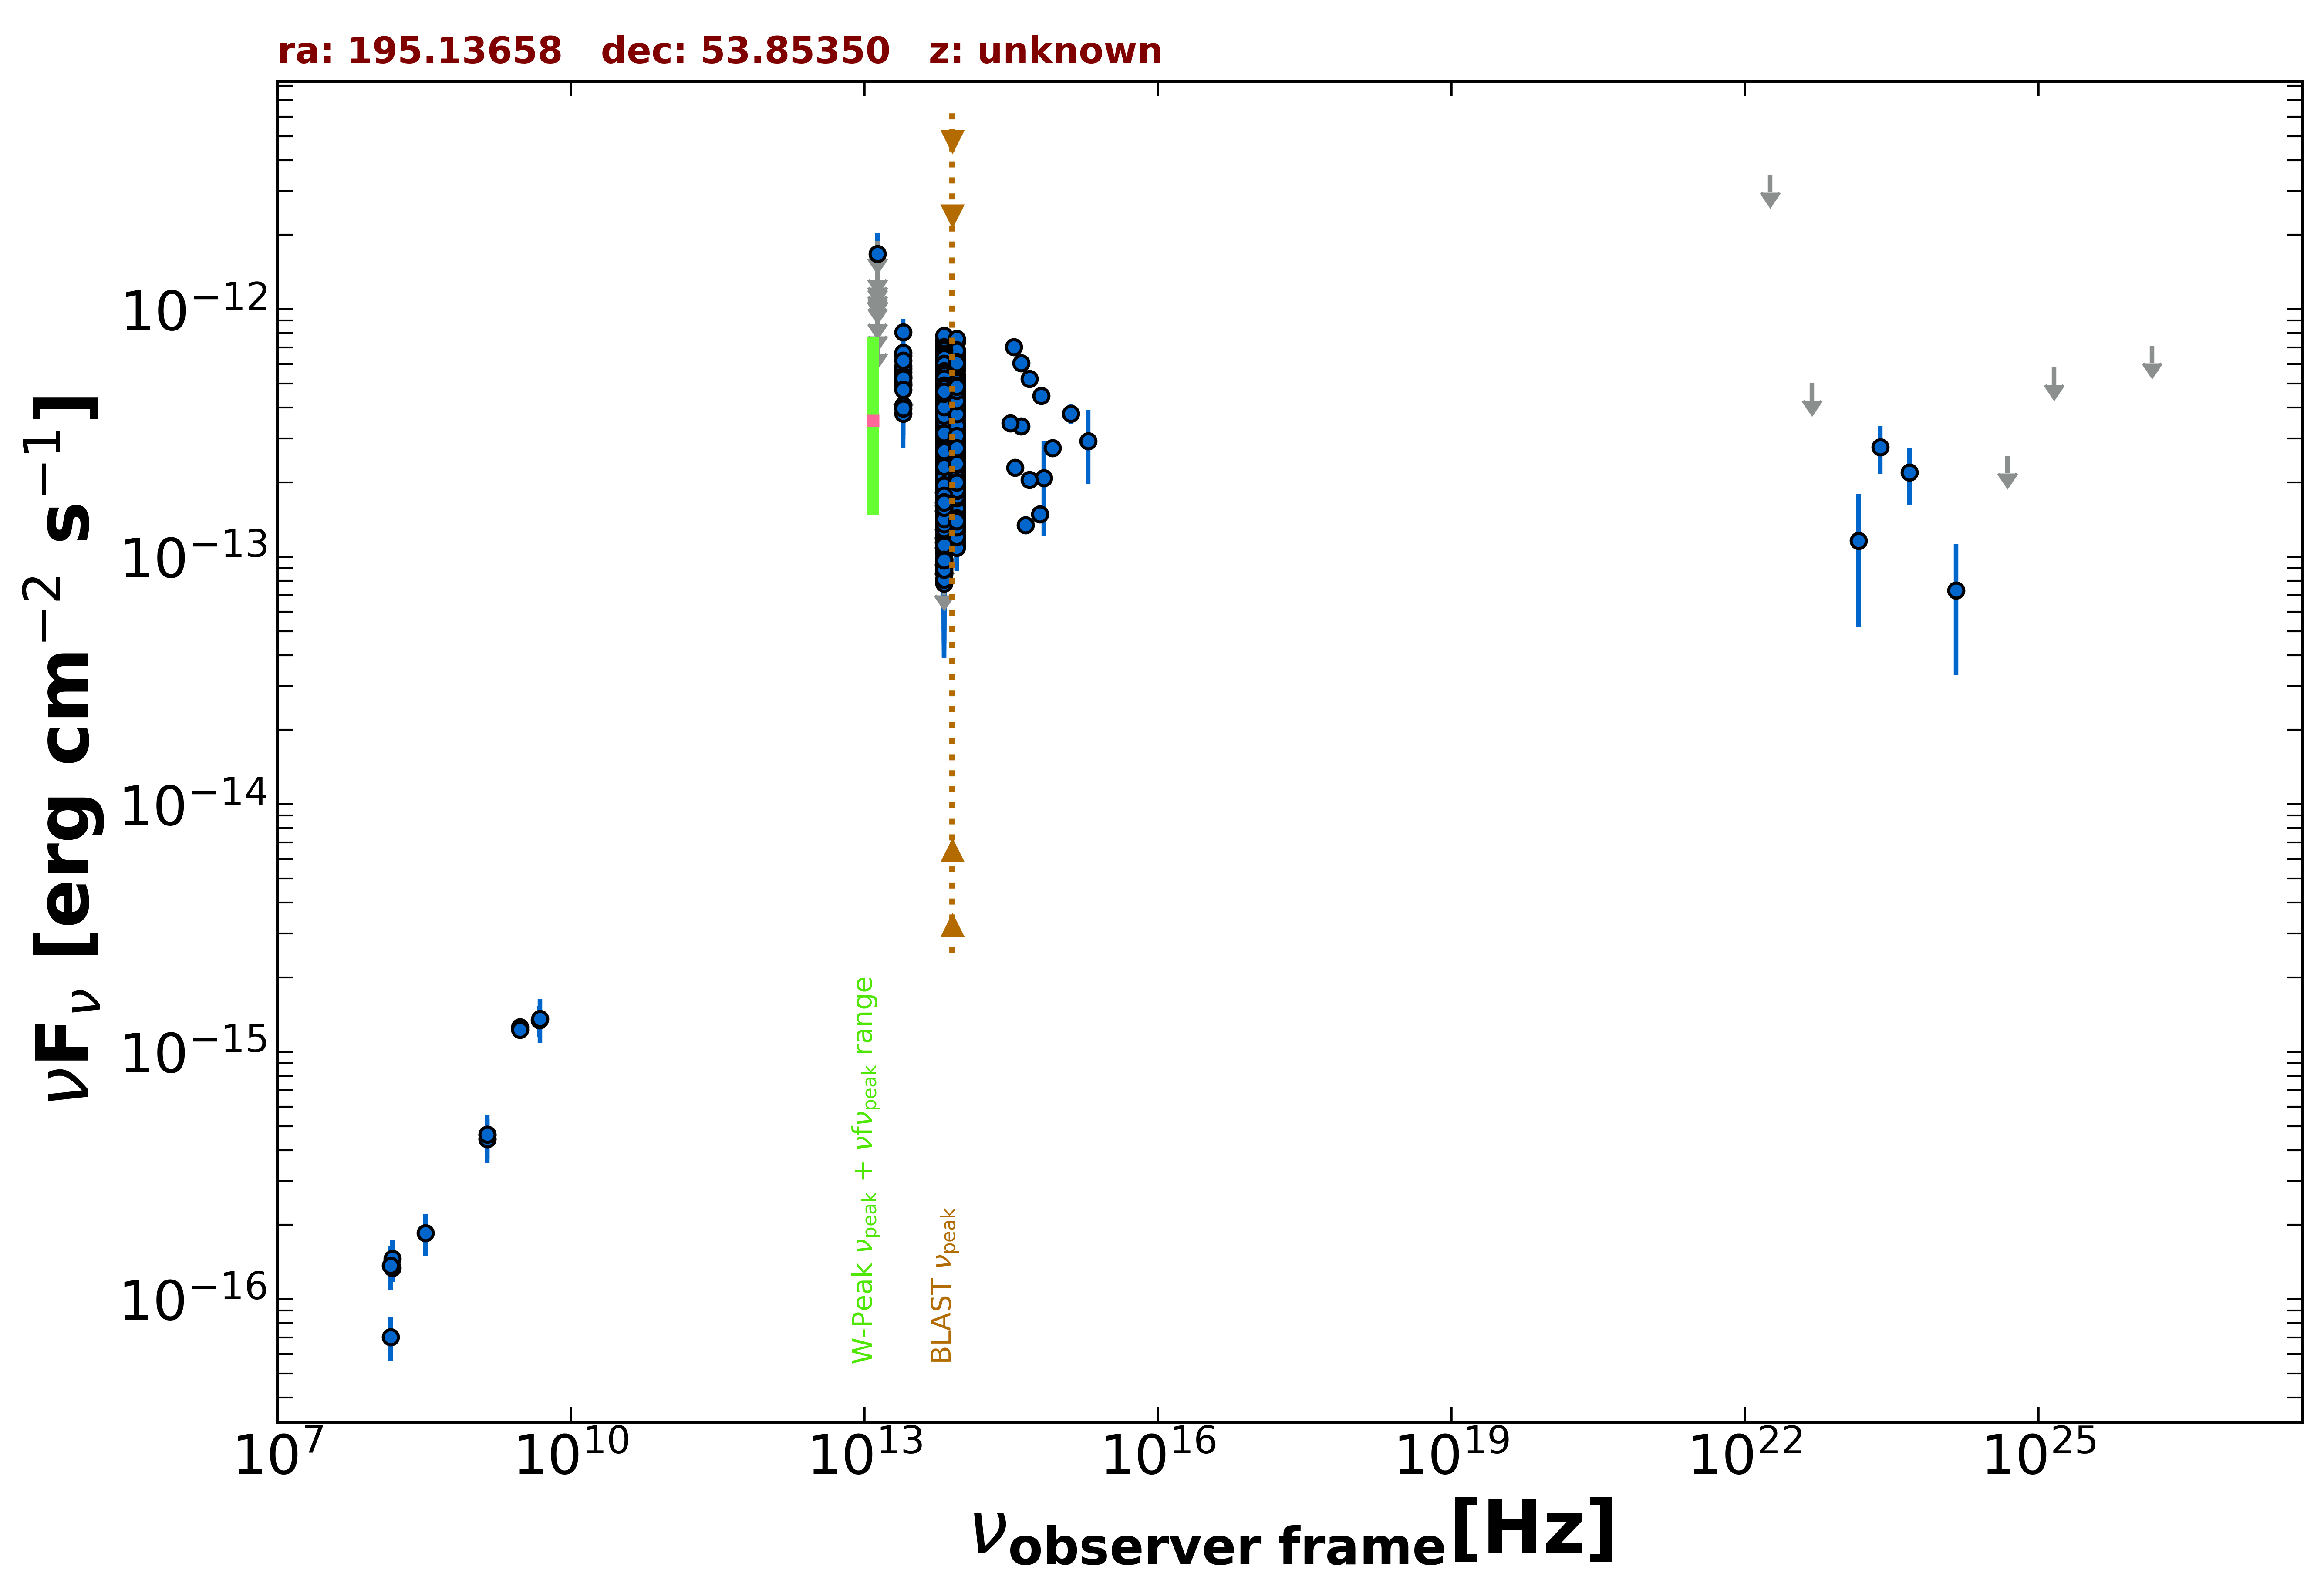 ra: 195.13658   dec: 53.85350   z: unknown
νFν [erg cm−2 s−1]
10−12
10−13
10−14
10−15
10−16
W-Peak νpeak + νfνpeak range
BLAST νpeak
107 1010 1013 1016 1019 1022 1025
νobserver frame[Hz]